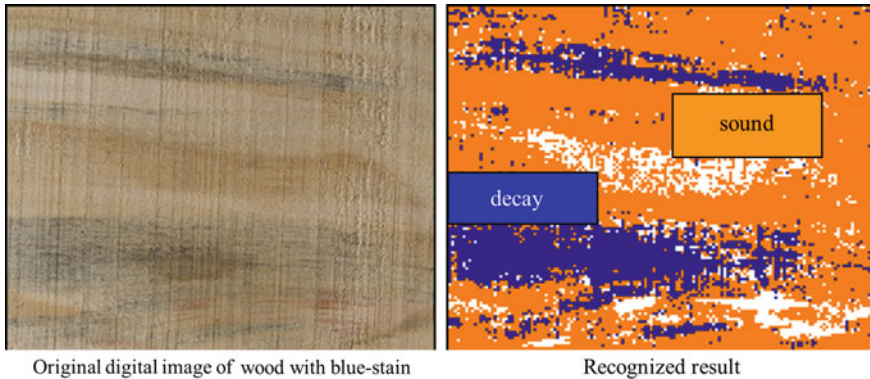 sound
decay
Original digital image of wood with blue-stain
Recognized result